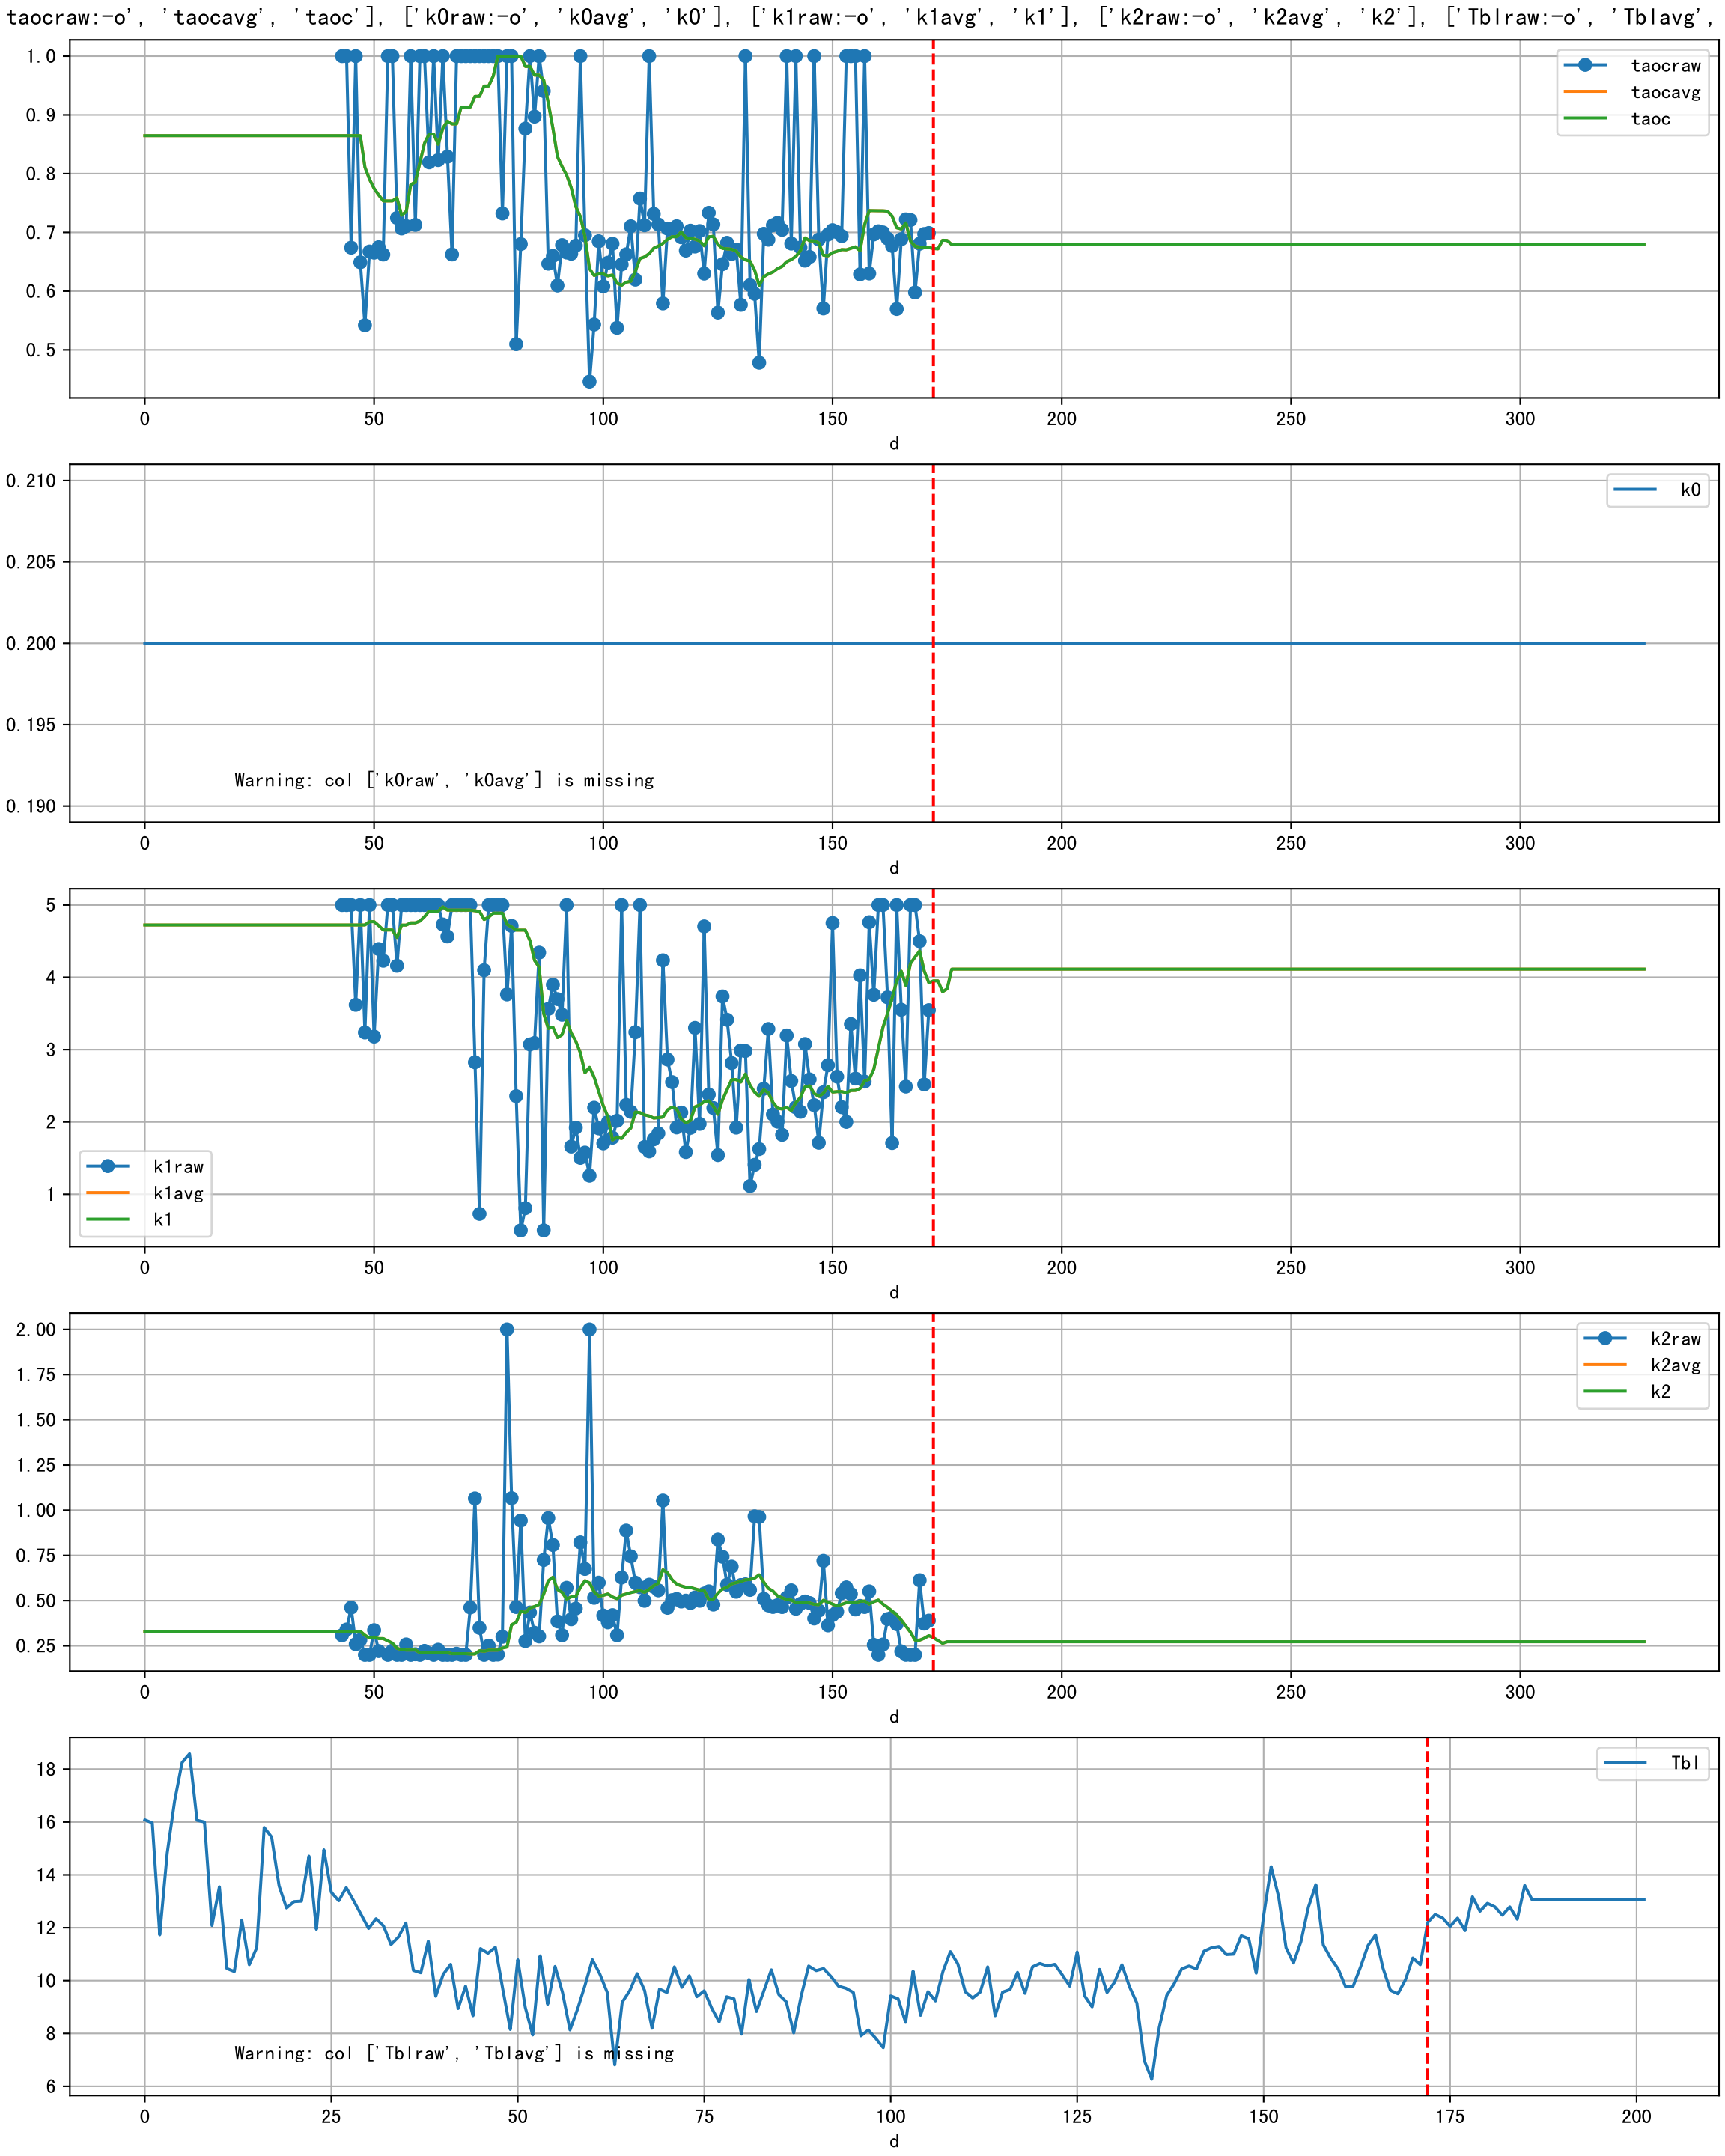 taocraw:-o', 'taocavg', 'taoc'], ['k0raw:-o', 'k0avg', 'k0'], ['k1raw:-o', 'k1avg', 'k1'], ['k2raw:-o', 'k2avg', 'k2'], ['Tblraw:-o', 'Tblavg',
1.0
0.9
0.8
0.7
0.6
0.5
taocraw
taocavg
taoc
0 50 100 150 200 250 300
d
0.210
0.205
0.200
0.195
0.190
k0
Warning: col ['k0raw', 'k0avg'] is missing
0 50 100 150 200 250 300
d
5
4
3
2
1
k1raw
k1avg
k1
0 50 100 150 200 250 300
d
2.00
1.75
1.50
1.25
1.00
0.75
0.50
0.25
k2raw
k2avg
k2
0 50 100 150 200 250 300
d
18
16
14
12
10
8
6
Tbl
Warning: col ['Tblraw', 'Tblavg'] is missing
0 25 50 75 100 125 150 175 200
d